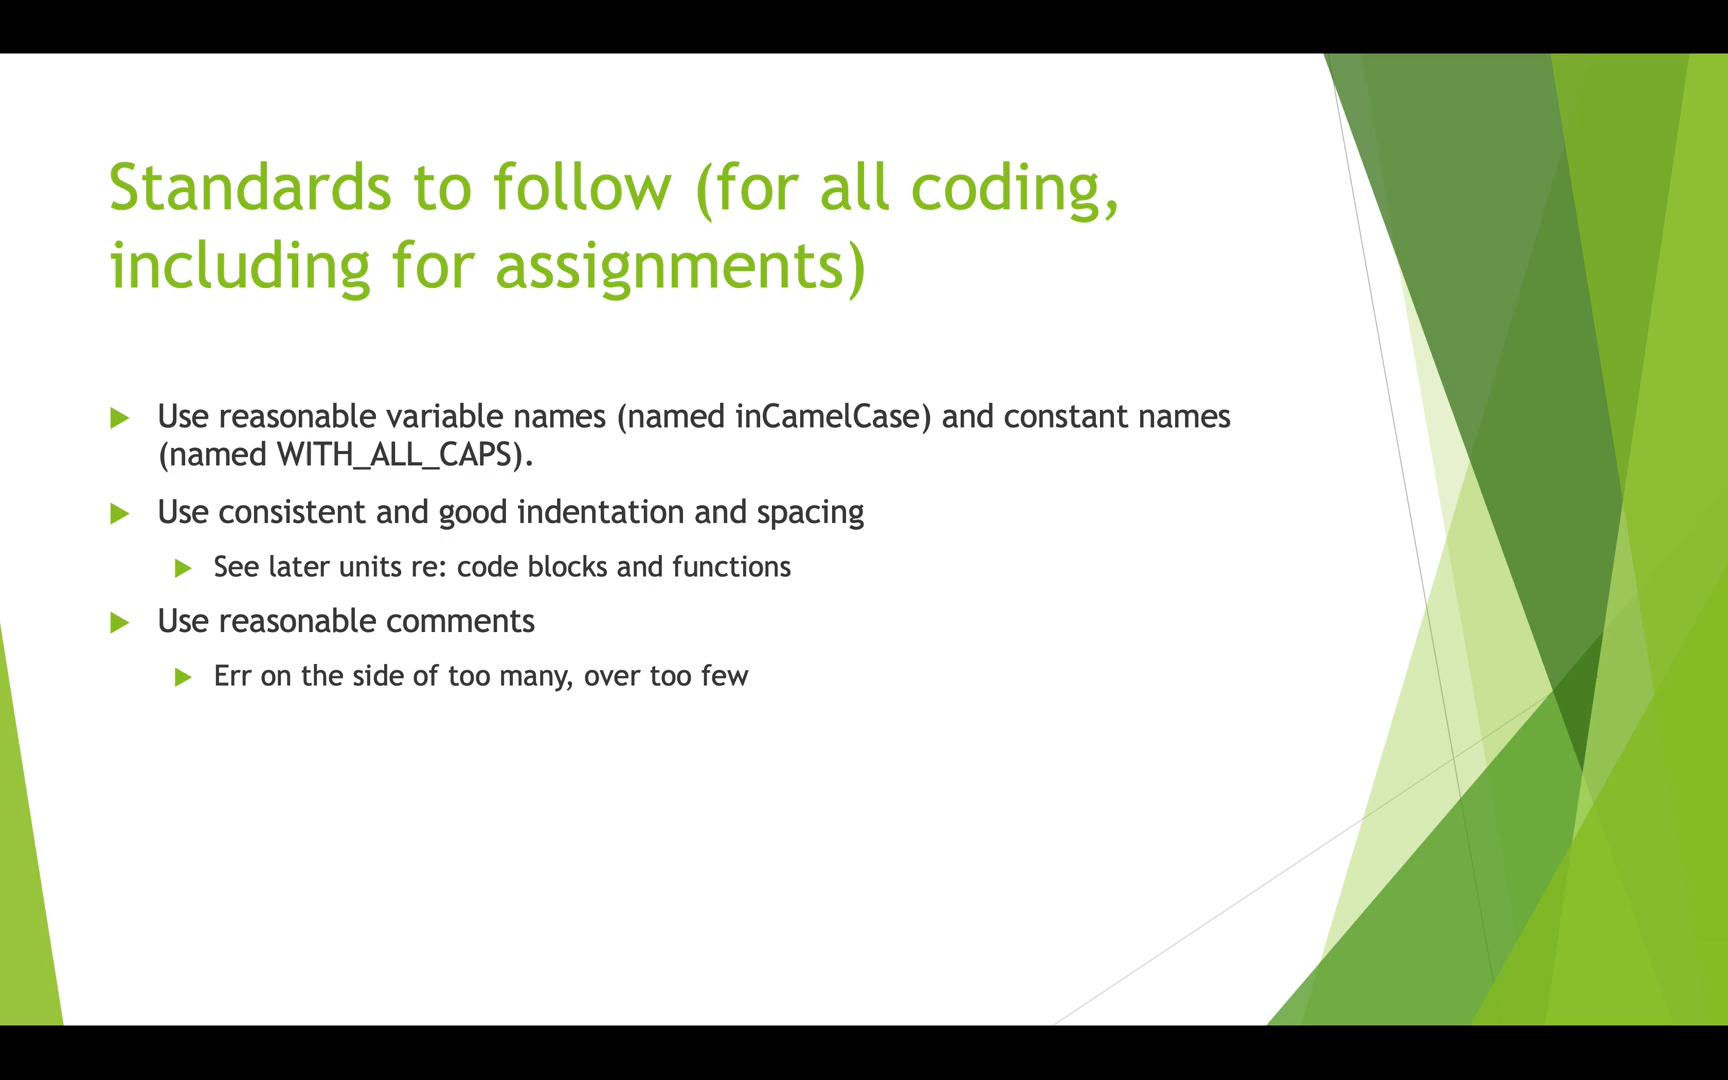 Standards to follow (for all coding,
including for assignments)
Use reasonable variable names (named inCamelCase) and constant names
(named WITH_ALL_CAPS).
Use consistent and good indentation and spacing
See later units re: code blocks and functions
Use reasonable comments
Err on the side of too many, over too few